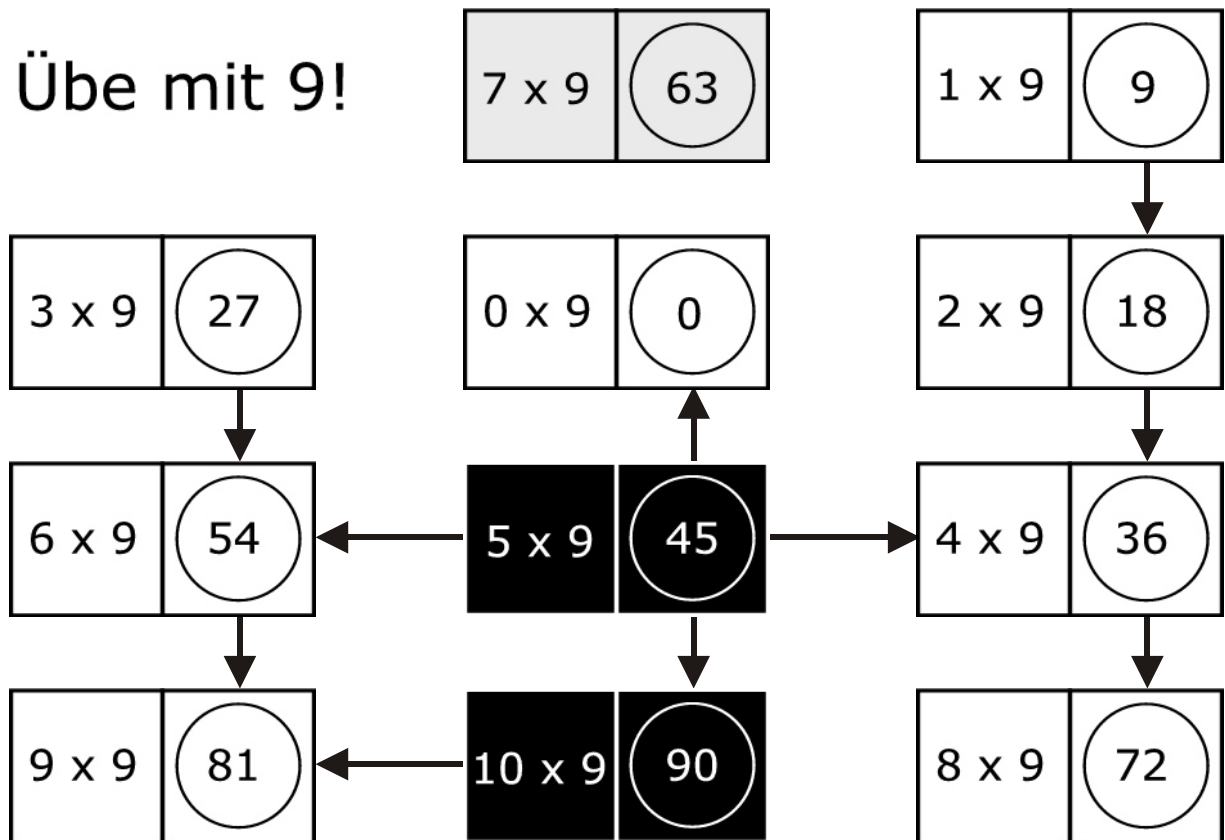 Übe mit 9!
7 x 9 63
1 x 9 9
3 x 9 27
0 x 9 0
2 x 9 18
6 x 9 54
5 x 9 45
4 x 9 36
9 x 9 81
10 x 9 90
8 x 9 72